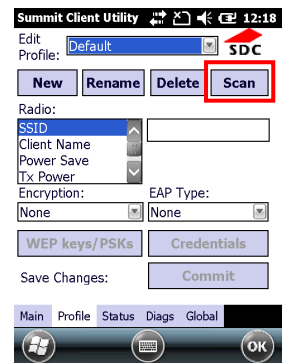 Summit Client Utility 12:18
Edit
Profile: Default
SDC
New Rename Delete Scan
Radio:
SSID
Client Name
Power Save
Tx Power
Encryption: EAP Type:
None None
WEP keys/PSKs Credentials
Save Changes: Commit
Main Profile Status Diags Global
OK